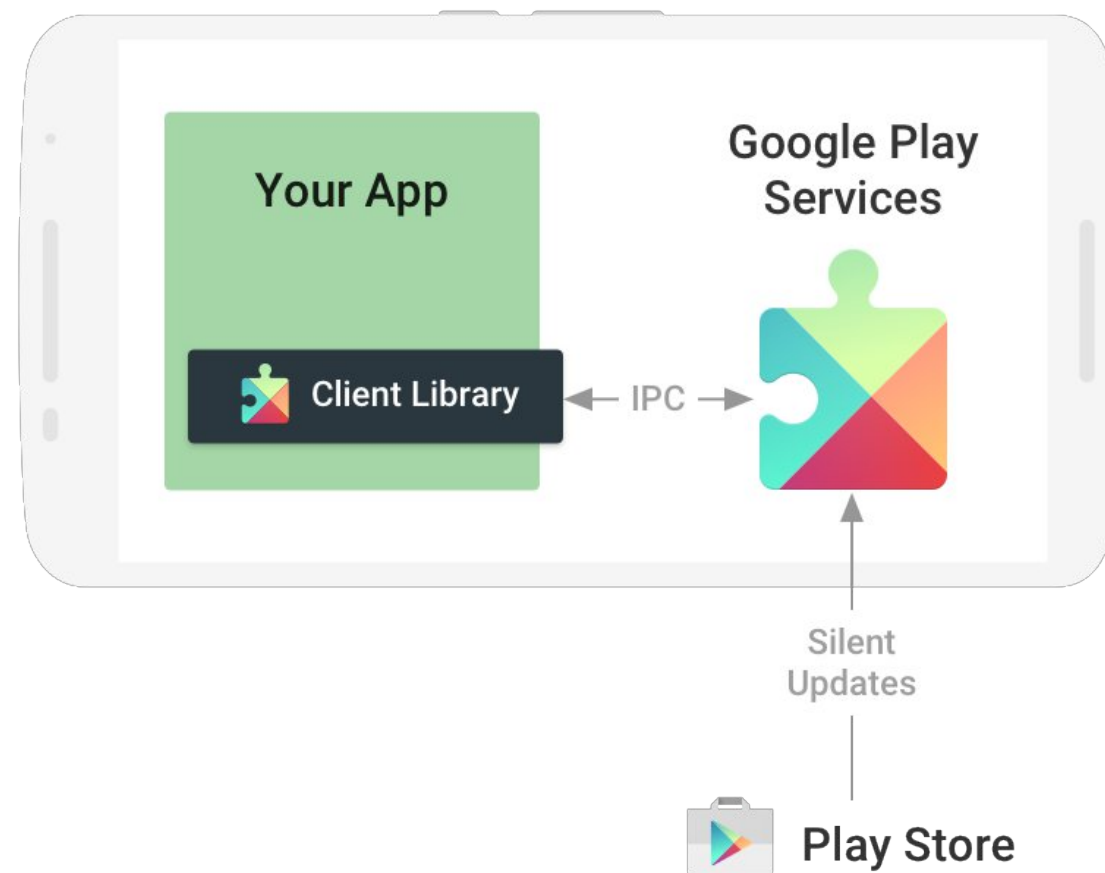 Your App
Google Play
Services
Client Library
IPC
Silent
Updates
Play Store